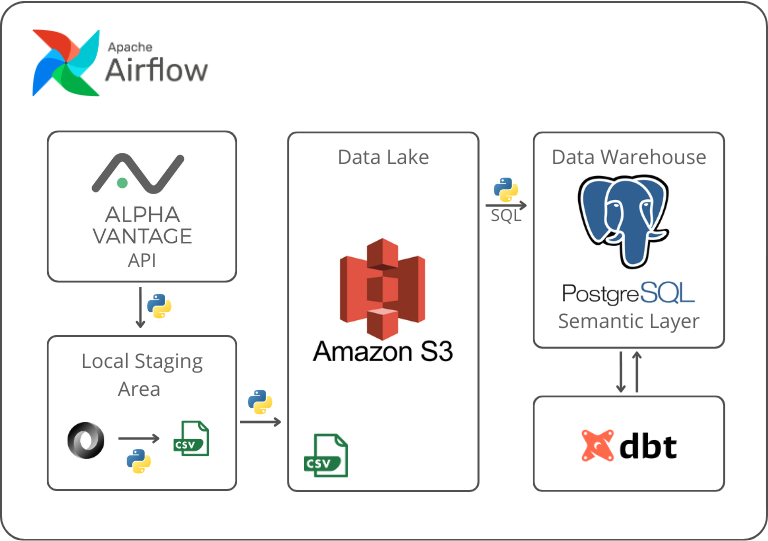 Apache
Airflow
ALPHA
VANTAGE
API
Local Staging
Area
CSV
Data Lake
Amazon S3
CSV
SQL
Data Warehouse
PostgreSQL
Semantic Layer
dbt